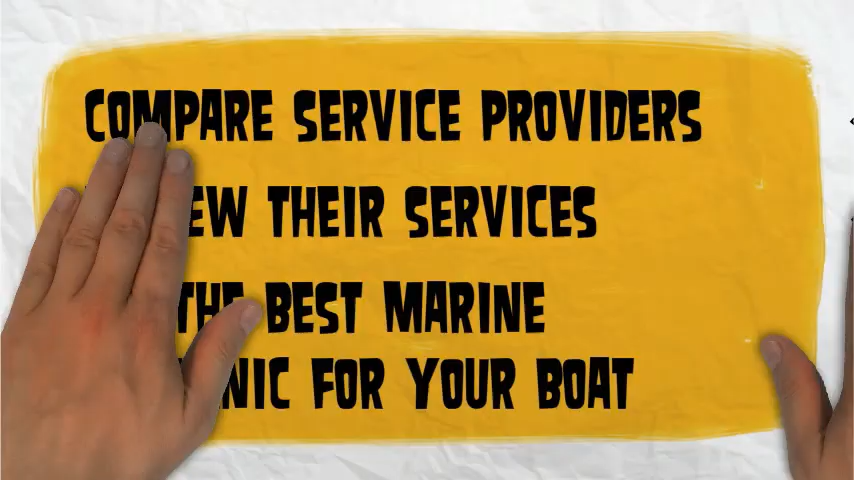 COMPARE SERVICE PROVIDERS
THEIR SERVICES
THE BEST MARINE
FOR YOUR BOAT